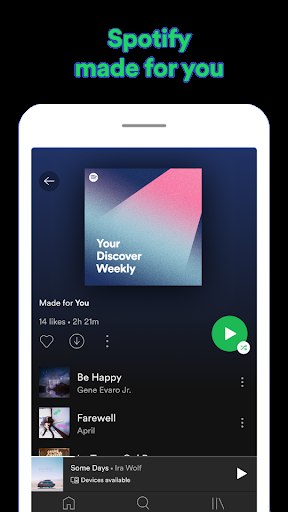 Spotify
made for you
Your
Discover
Weekly
Made for You
14 likes • 2h 21m
Be Happy
Gene Evaro Jr.
Farewell
April
Some Days • Ira Wolf
Devices available